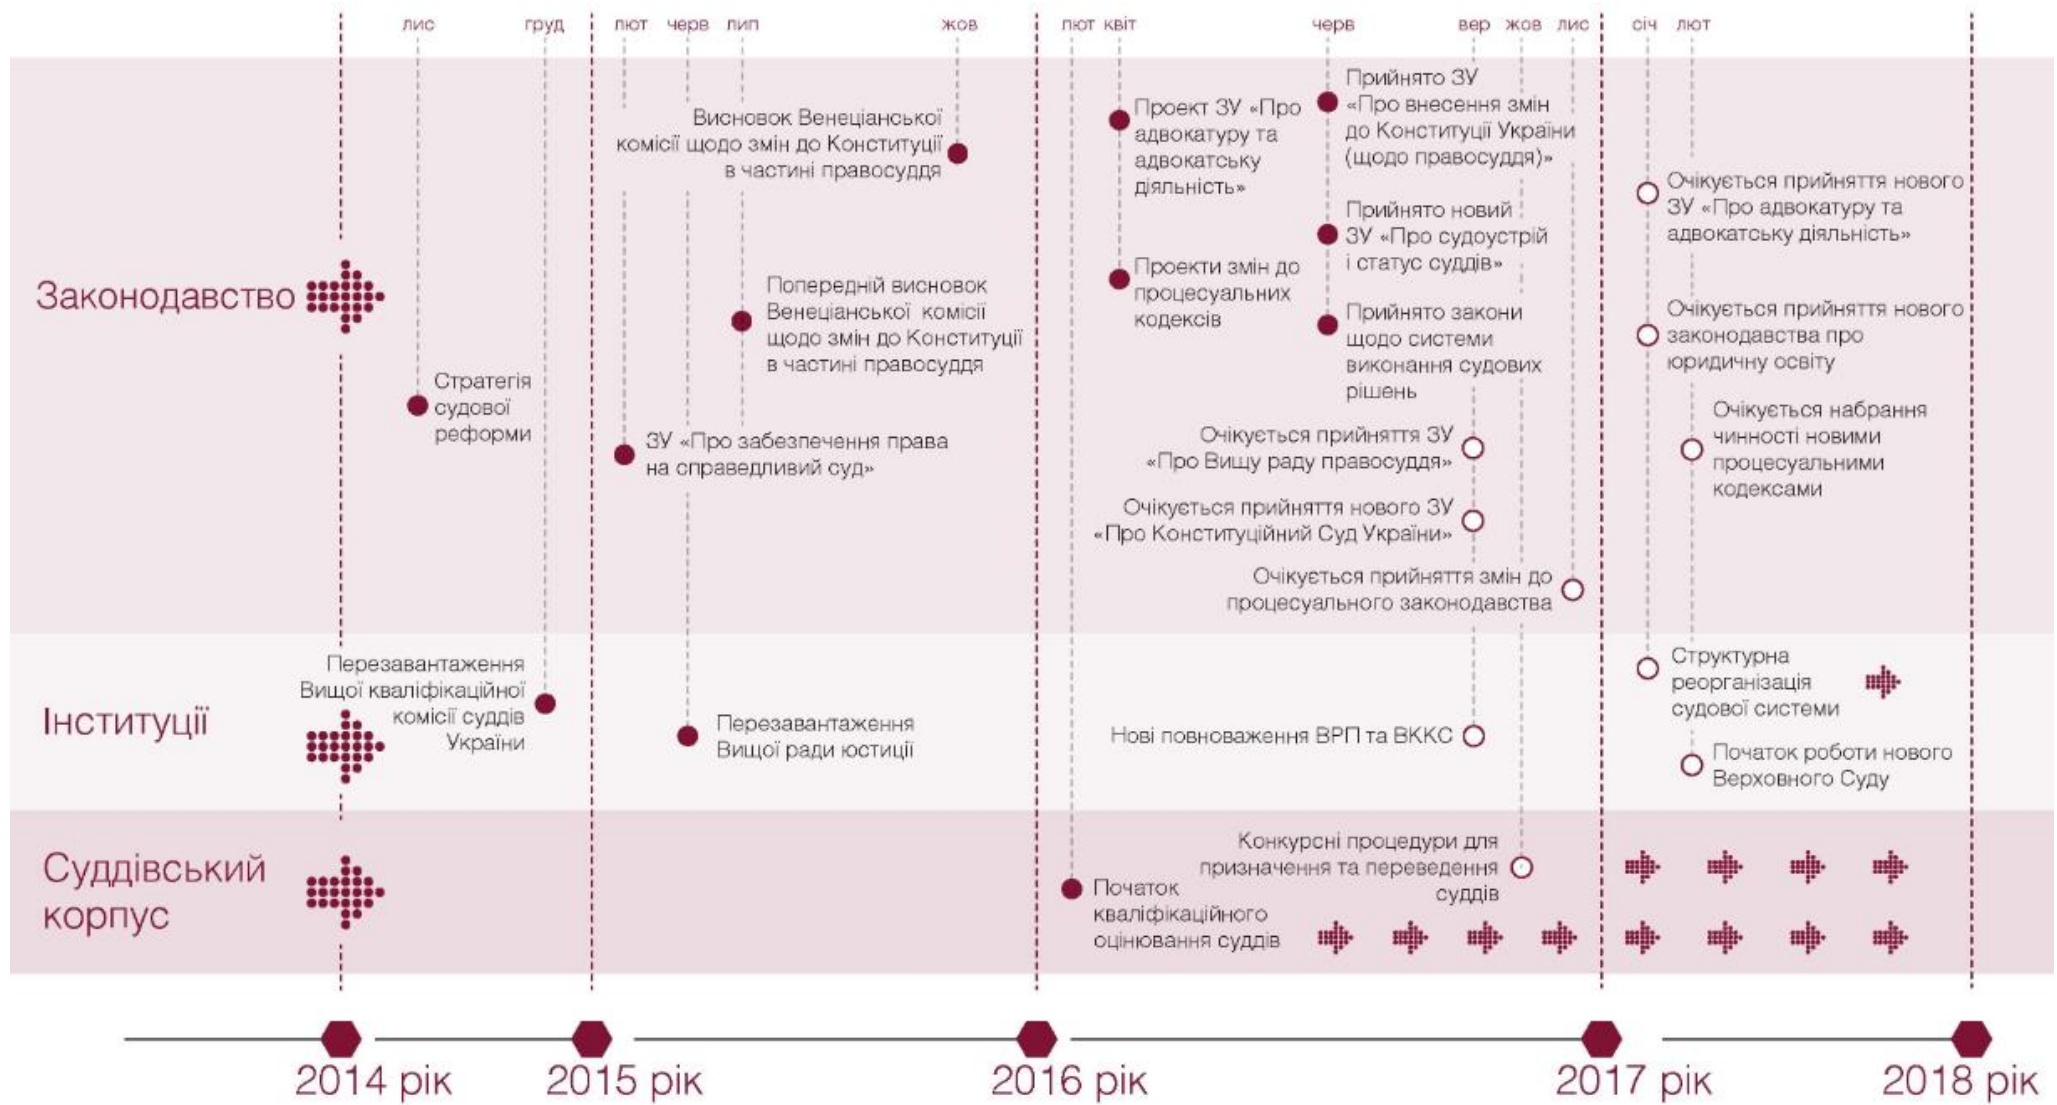 лис
груд
лют
черв
лип
жов
лют
квіт
черв
вер
жов
лис
січ
лют
Законодавство
Стратегія
судової
реформи
ЗУ «Про забезпечення права
на справедливий суд»
Попередній висновок
Венеціанської комісії
щодо змін до Конституції
в частині правосуддя
Висновок Венеціанської
комісії щодо змін до Конституції
в частині правосуддя
Проект ЗУ «Про
адвокатуру та
адвокатську
діяльність»
Проекти змін до
процесуальних
кодексів
Прийнято ЗУ
«Про внесення змін
до Конституції України
(щодо правосуддя)»
Прийнято новий
ЗУ «Про судоустрій
і статус суддів»
Прийнято закони
щодо системи
виконання судових
рішень
Очікується прийняття ЗУ
«Про Вищу раду правосуддя»
Очікується прийняття нового ЗУ
«Про Конституційний Суд України»
Очікується прийняття змін до
процесуального законодавства
Очікується прийняття нового
ЗУ «Про адвокатуру та
адвокатську діяльність»
Очікується прийняття нового
законодавства про
юридичну освіту
Очікується набрання
чинності новими
процесуальними
кодексами
Інституції
Перезавантаження
Вищої кваліфікаційної
комісії суддів
України
Перезавантаження
Вищої ради юстиції
Нові повноваження ВРП та ВККС
Структурна
реорганізація
судової системи
Початок роботи нового
Верховного Суду
Суддівський
корпус
Початок
кваліфікаційного
оцінювання суддів
Конкурсні процедури для
призначення та переведення
суддів
2014 рік
2015 рік
2016 рік
2017 рік
2018 рік